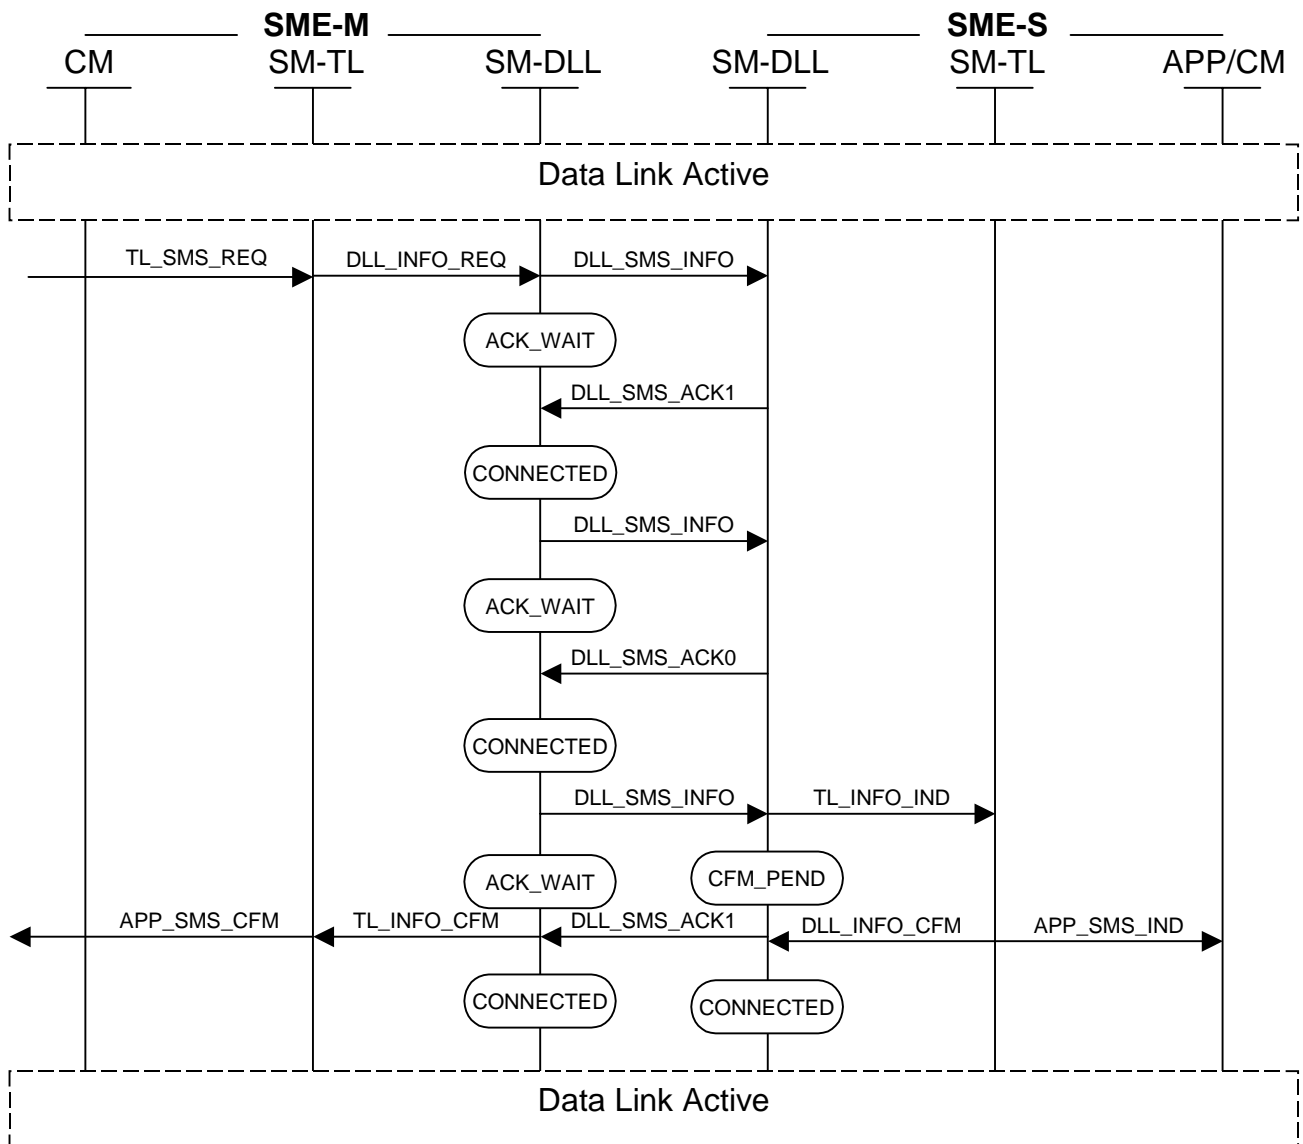 SME-M SME-S
CM SM-TL SM-DLL SM-DLL SM-TL APP/CM
Data Link Active
TL_SMS_REQ DLL_INFO_REQ DLL_SMS_INFO
ACK_WAIT
DLL_SMS_ACK1
CONNECTED
DLL_SMS_INFO
ACK_WAIT
DLL_SMS_ACK0
CONNECTED
DLL_SMS_INFO TL_INFO_IND
ACK_WAIT CFM_PEND
APP_SMS_CFM TL_INFO_CFM DLL_SMS_ACK1 DLL_INFO_CFM APP_SMS_IND
CONNECTED CONNECTED
Data Link Active